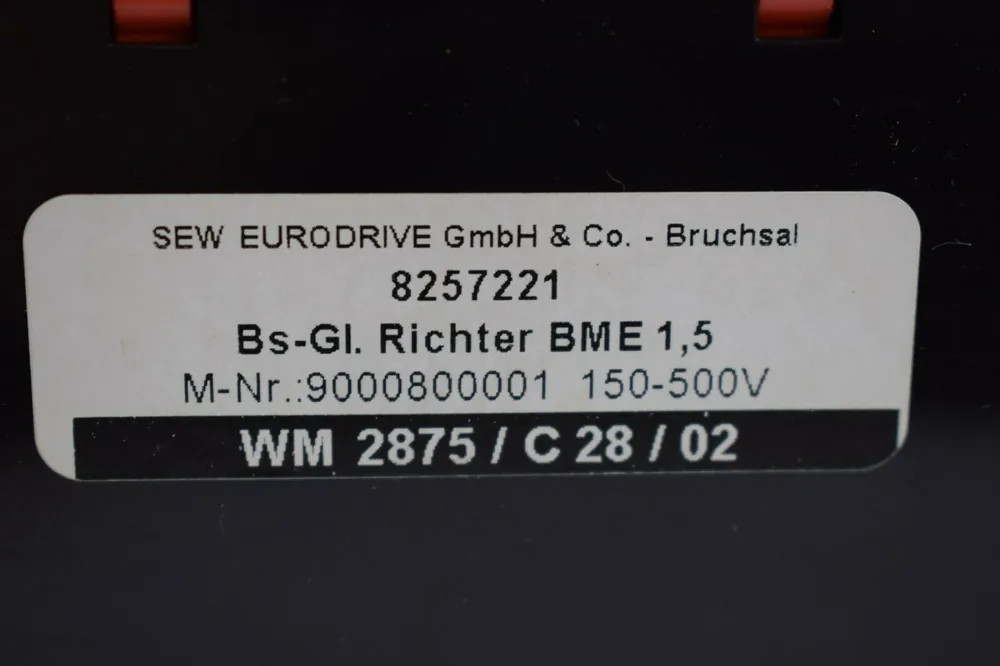 SEW EURODRIVE GmbH & Co. - Bruchsal
8257221
Bs-Gl. Richter BME 1,5
M-Nr.:9000800001 150-500V
WM 2875 / C 28 / 02